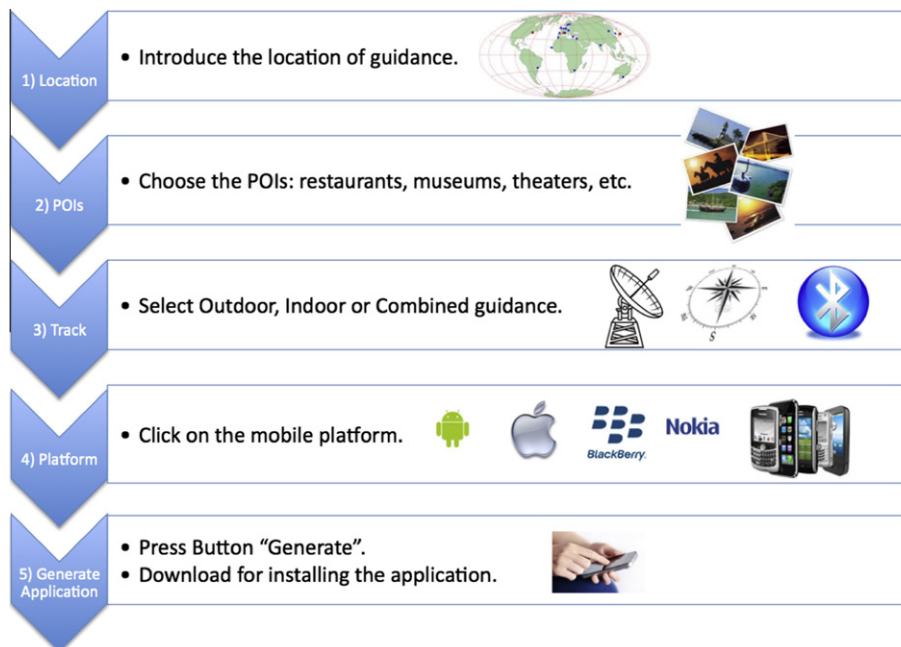 1) Location
• Introduce the location of guidance.
2) POIs
• Choose the POIs: restaurants, museums, theaters, etc.
3) Track
• Select Outdoor, Indoor or Combined guidance.
S
4) Platform
• Click on the mobile platform.
BlackBerry.
Nokia
5) Generate
Application
• Press Button “Generate”.
• Download for installing the application.